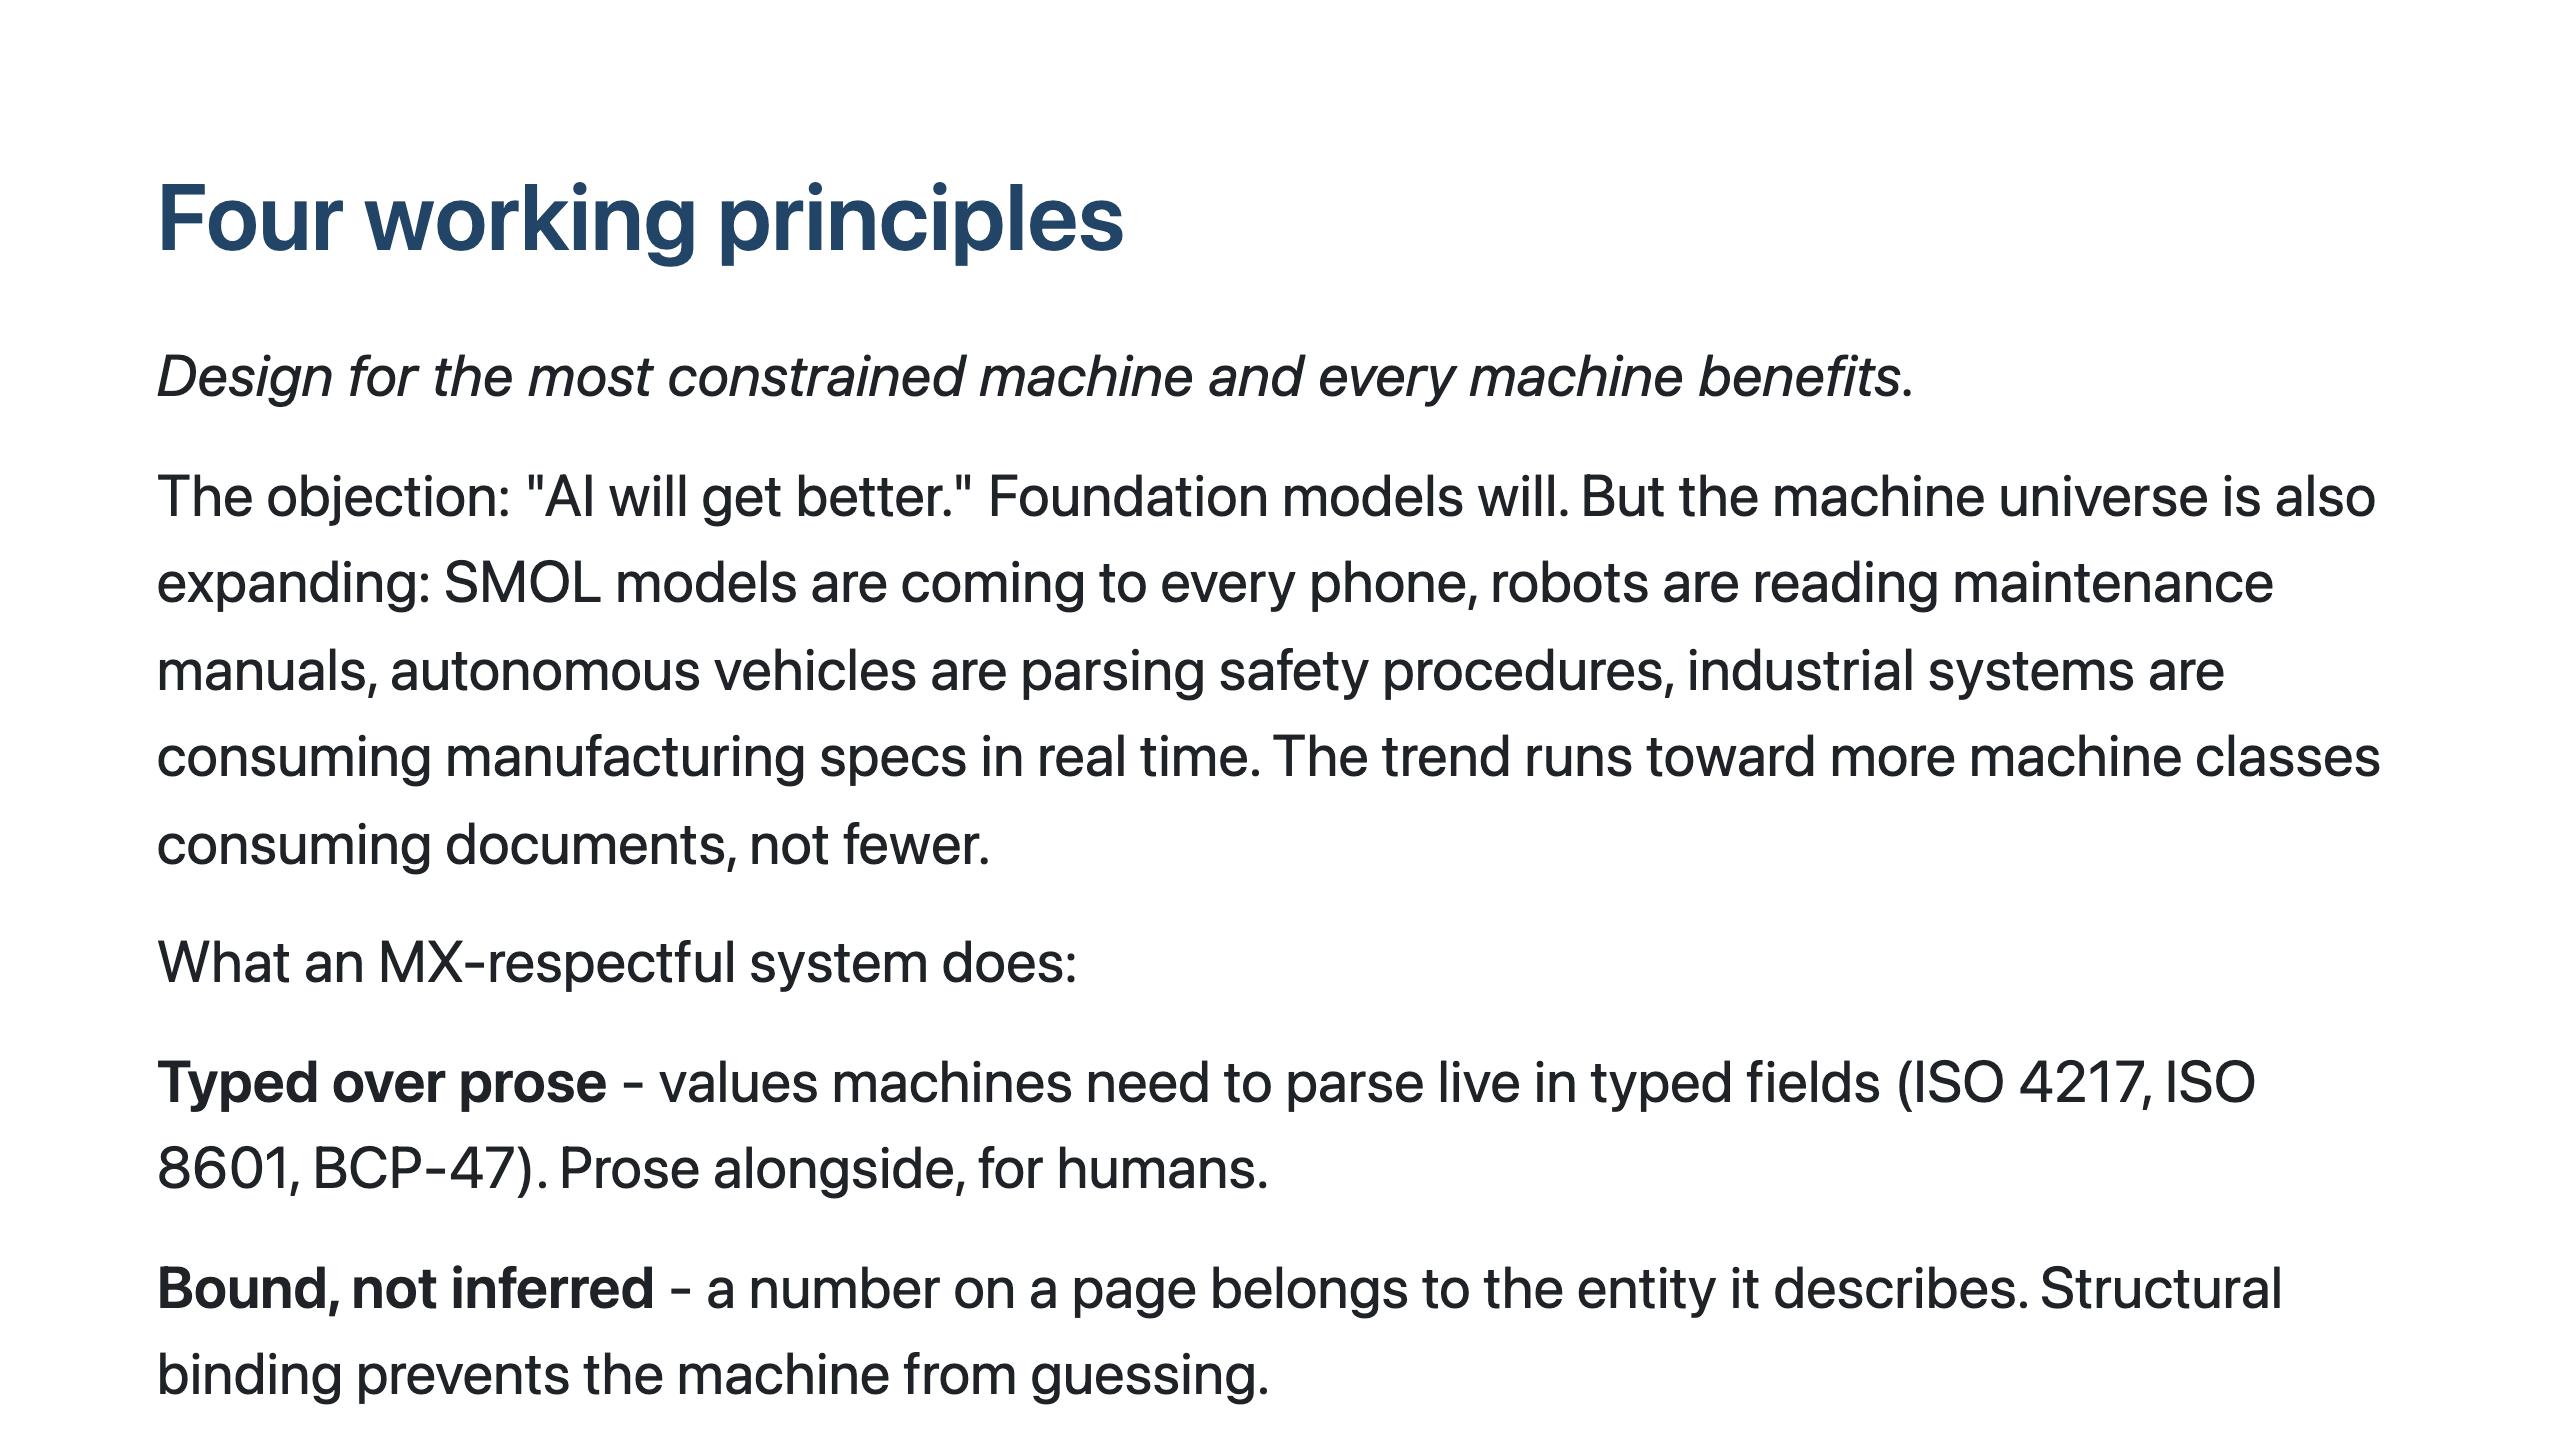 Four working principles
Design for the most constrained machine and every machine benefits.
The objection: "AI will get better." Foundation models will. But the machine universe is also
expanding: SMOL models are coming to every phone, robots are reading maintenance
manuals, autonomous vehicles are parsing safety procedures, industrial systems are
consuming manufacturing specs in real time. The trend runs toward more machine classes
consuming documents, not fewer.
What an MX-respectful system does:
Typed over prose - values machines need to parse live in typed fields (ISO 4217, ISO
8601, BCP-47). Prose alongside, for humans.
Bound, not inferred - a number on a page belongs to the entity it describes. Structural
binding prevents the machine from guessing.